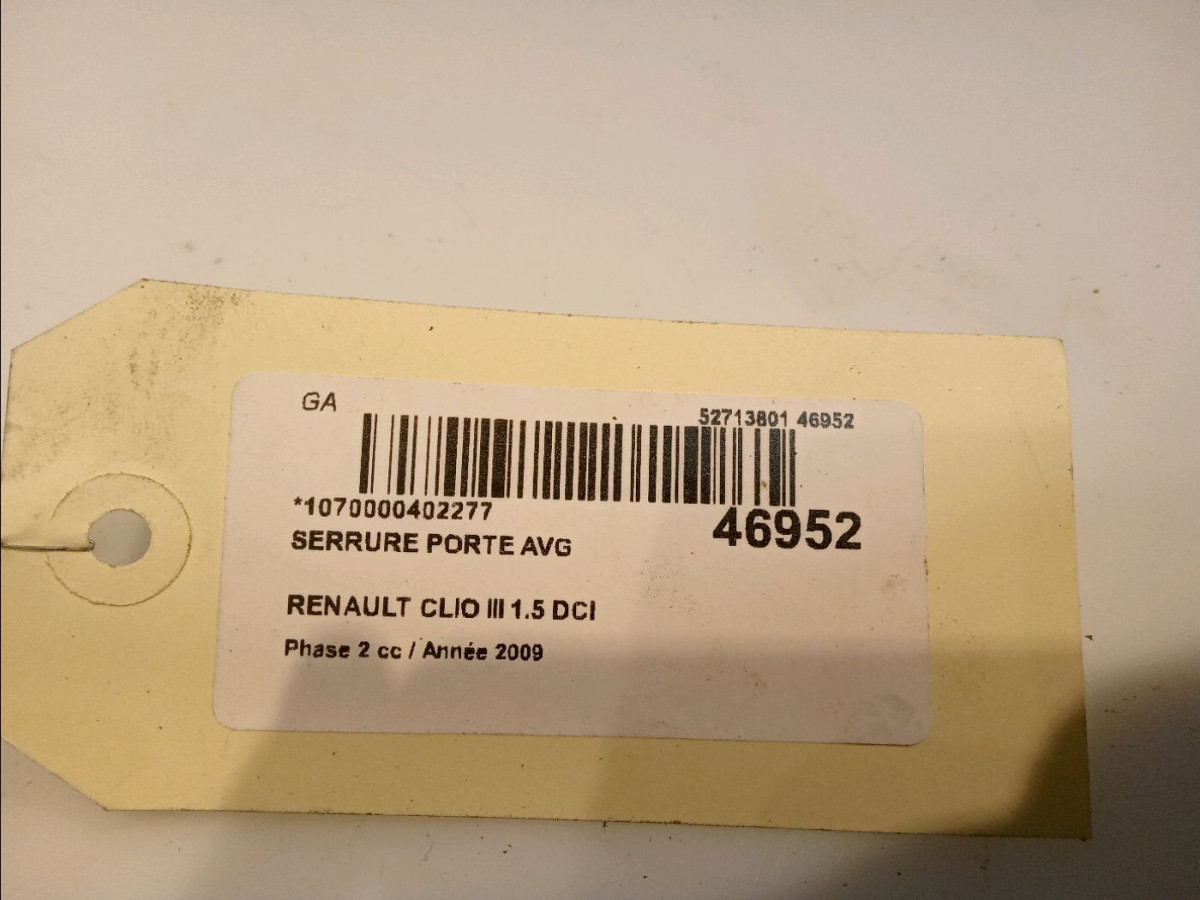 GA
52713801 46952
*1070000402277
46952
SERRURE PORTE AVG
RENAULT CLIO III 1.5 DCI
Phase 2 cc / Année 2009